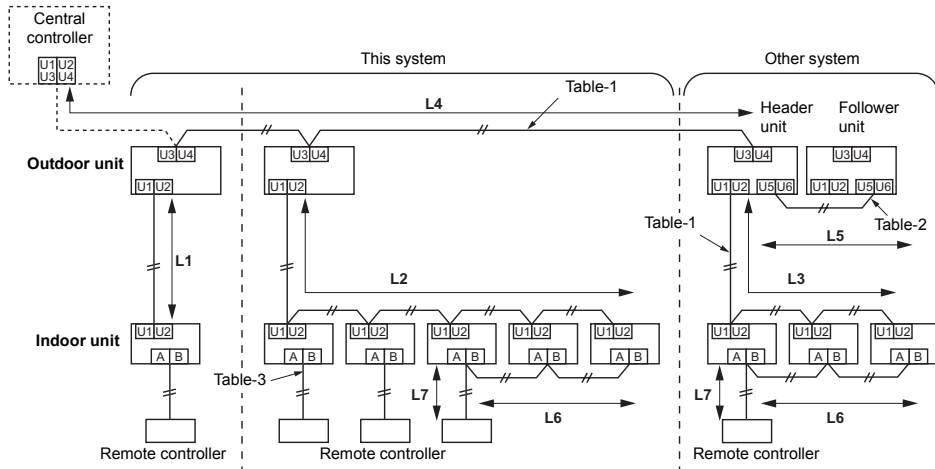 Central
controller
U1 U2
U3 U4
This system
Other system
Table-1
L4
Header
unit
Follower
unit
Outdoor unit
U3 U4
U3 U4
U3 U4
U3 U4
U1 U2
U1 U2
U1 U2
U5 U6
U1 U2
U5 U6
Table-1
Table-2
L5
L1
L2
L3
Indoor unit
U1 U2
U1 U2
U1 U2
U1 U2
U1 U2
U1 U2
U1 U2
U1 U2
U1 U2
A B
A B
A B
A B
A B
A B
A B
A B
A B
Table-3
L7
L6
L7
L6
Remote controller
Remote controller
Remote controller